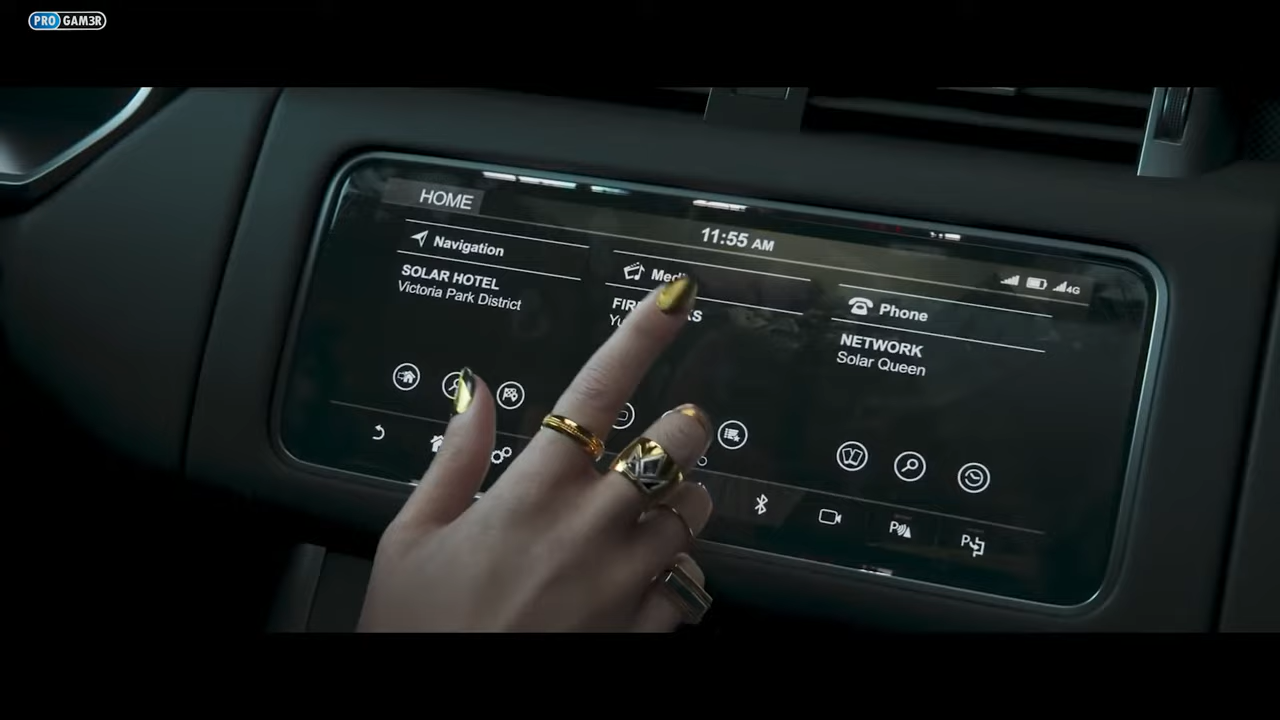 PRO GAM3R
HOME
11:55 AM
4G
Navigation
SOLAR HOTEL
Victoria Park District
Phone
NETWORK
Solar Queen